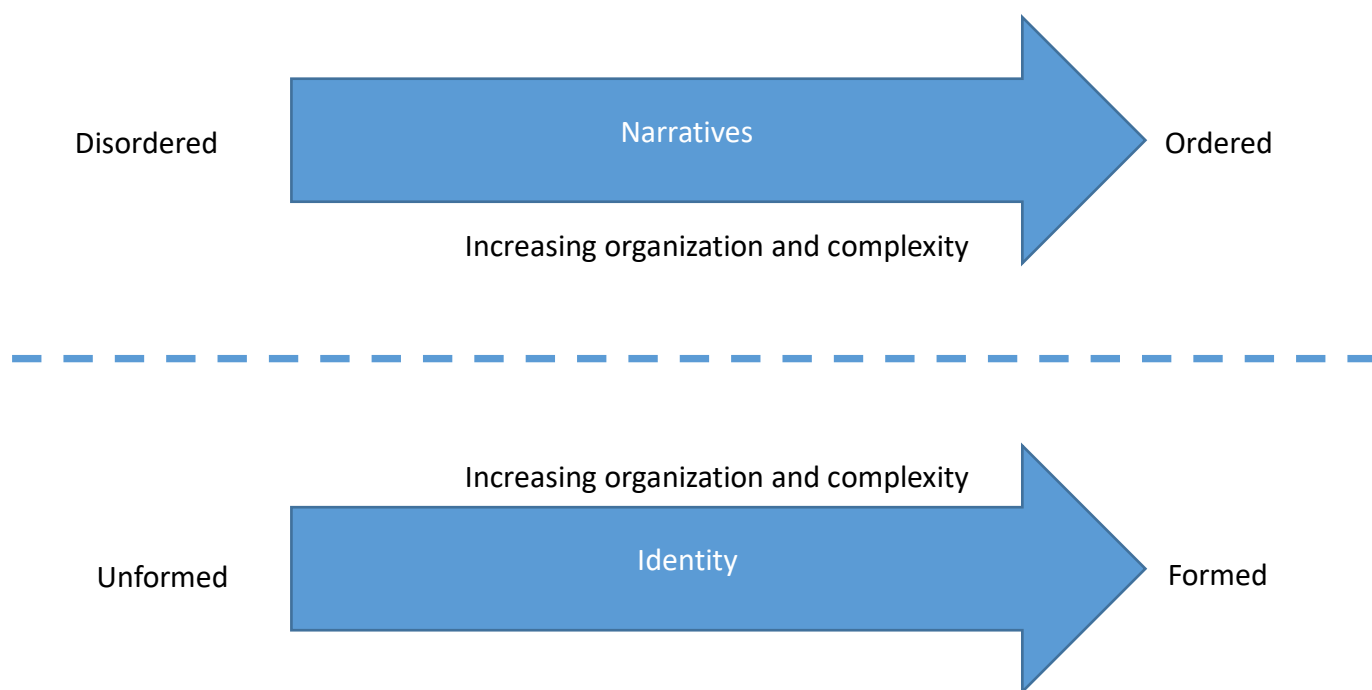 Narratives
Disordered
Ordered
Increasing organization and complexity
Increasing organization and complexity
Identity
Unformed
Formed